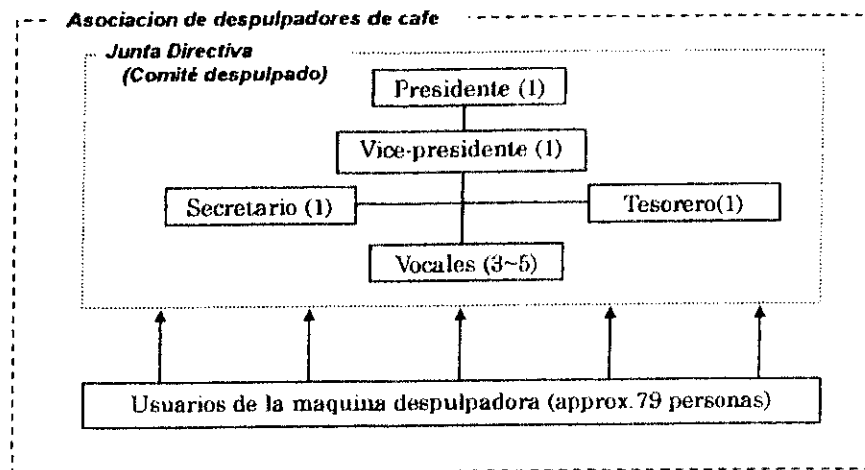 Asociacion de despulpadores de cafe
Junta Directiva
(Comité despulpado)
Presidente (1)
Vice-presidente (1)
Secretario (1)
Tesorero(1)
Vocales (3~5)
Usuarios de la maquina despulpadora (approx.79 personas)